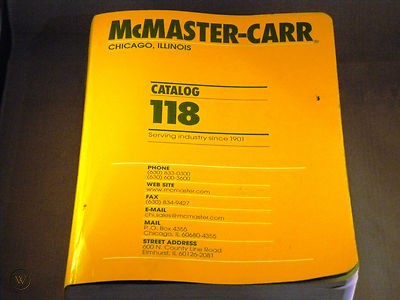 McMASTER-CARR®
CHICAGO, ILLINOIS
CATALOG
118
Serving industry since 1901
PHONE
(630) 833-0300
(630) 600-3600
WEB SITE
www.mcmaster.com
FAX
(630) 834-9427
E-MAIL
chi.sales@mcmaster.com
MAIL
P.O. Box 4355
Chicago, IL 60680-4355
STREET ADDRESS
600 N. County Line Road
Elmhurst, IL 60126-2081